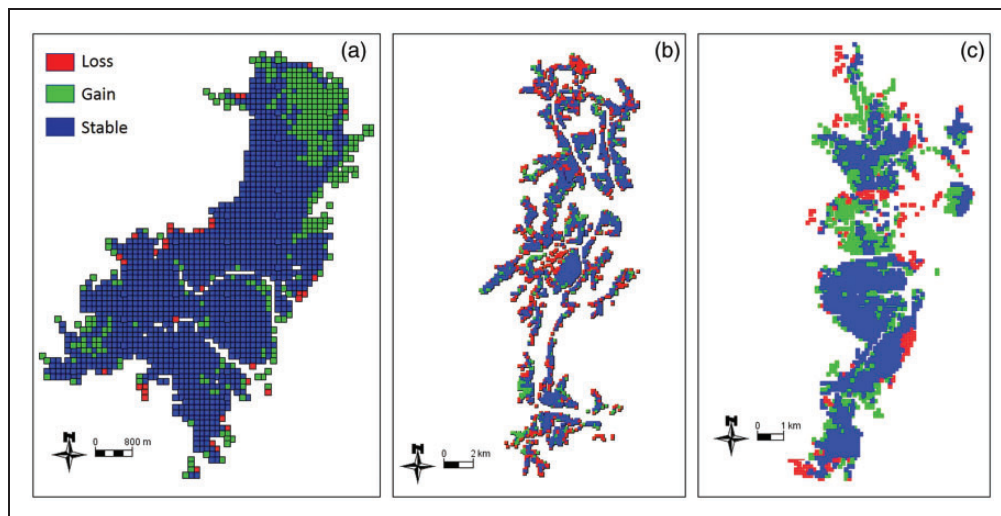 Loss
Gain
Stable
(a)
N
0 800 m
(b)
N
0 2 km
(c)
N
0 1 km